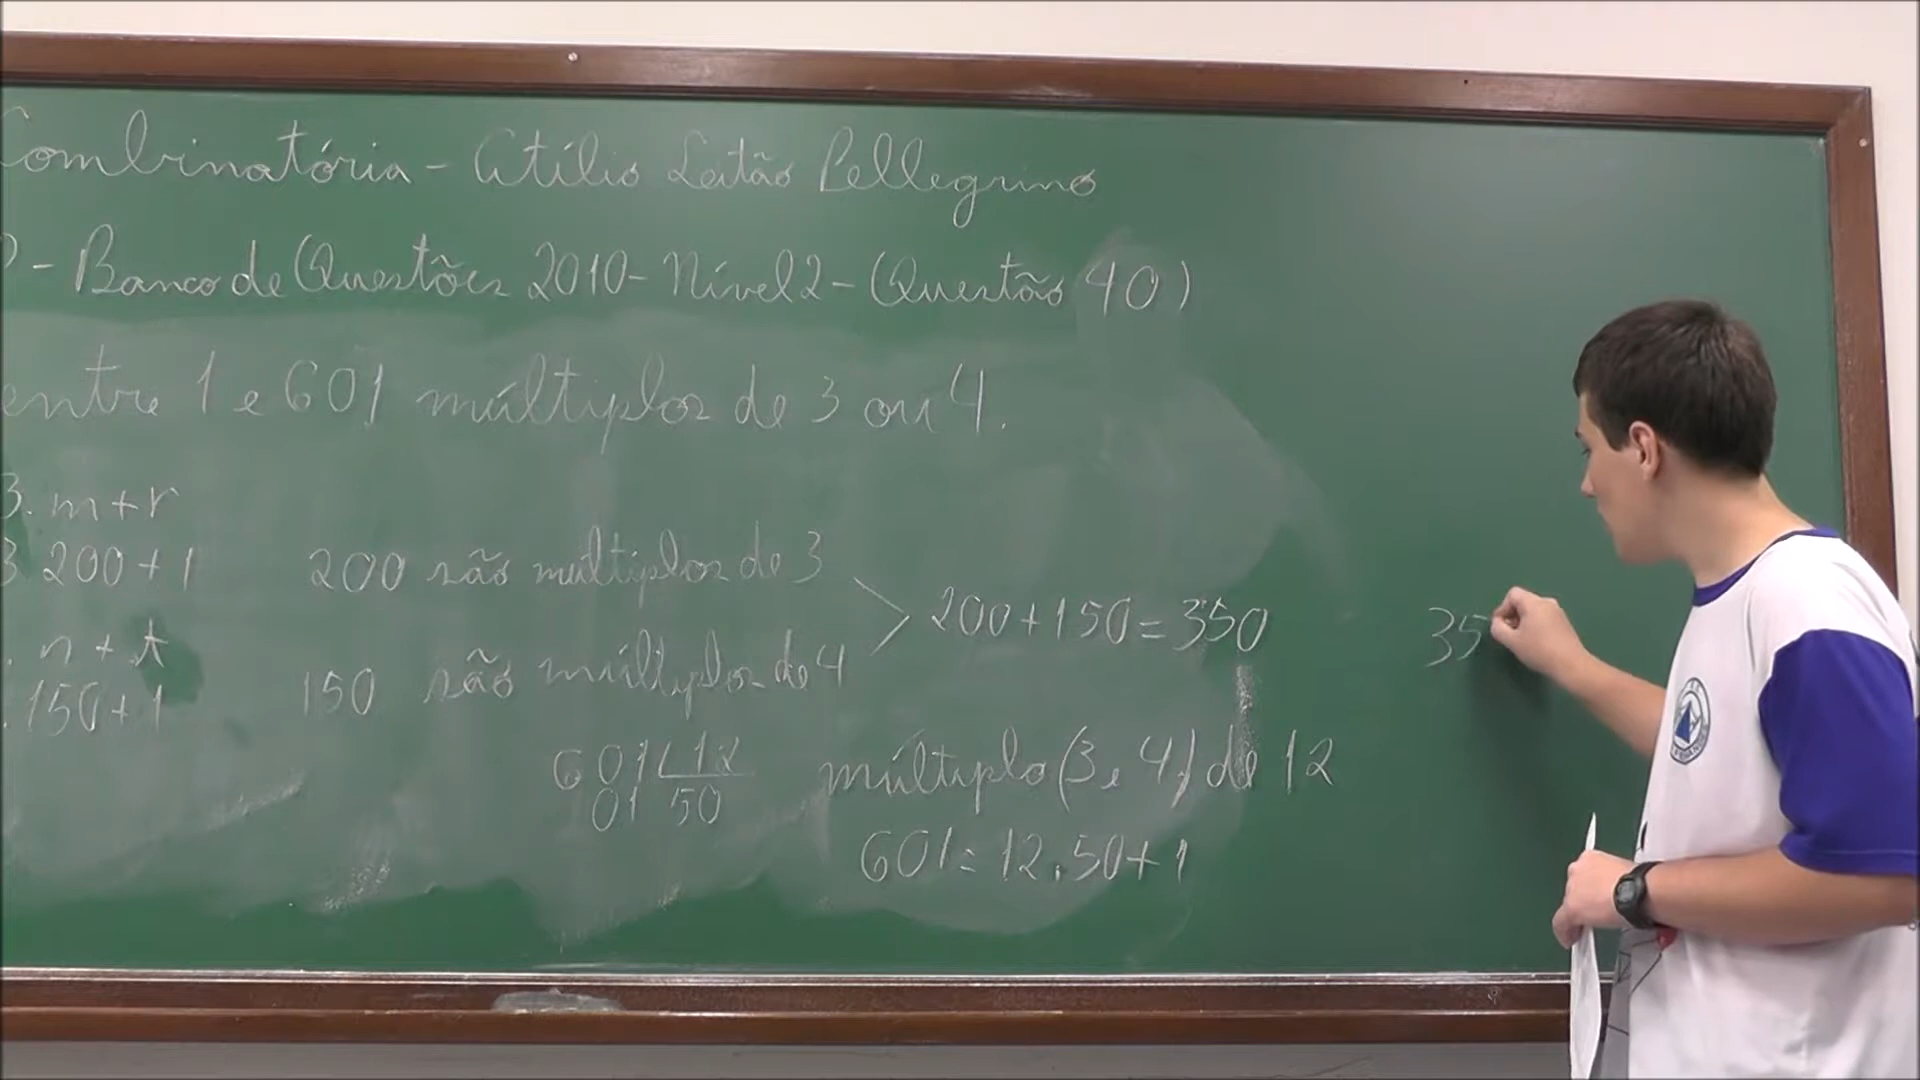 Combinatória - Atílio Leitão Pellegrino
P - Banco de Questões 2010 - Nível 2 - (Questão 40)
entre 1 e 601 múltiplos de 3 ou 4.
3. m + r
3. 200 + 1
200 são múltiplos de 3
200 + 150 = 350
35
. n + t
. 150 + 1
150 são múltiplos de 4
601 12
01 50
múltiplo (3 e 4) de 12
601 = 12 . 50 + 1